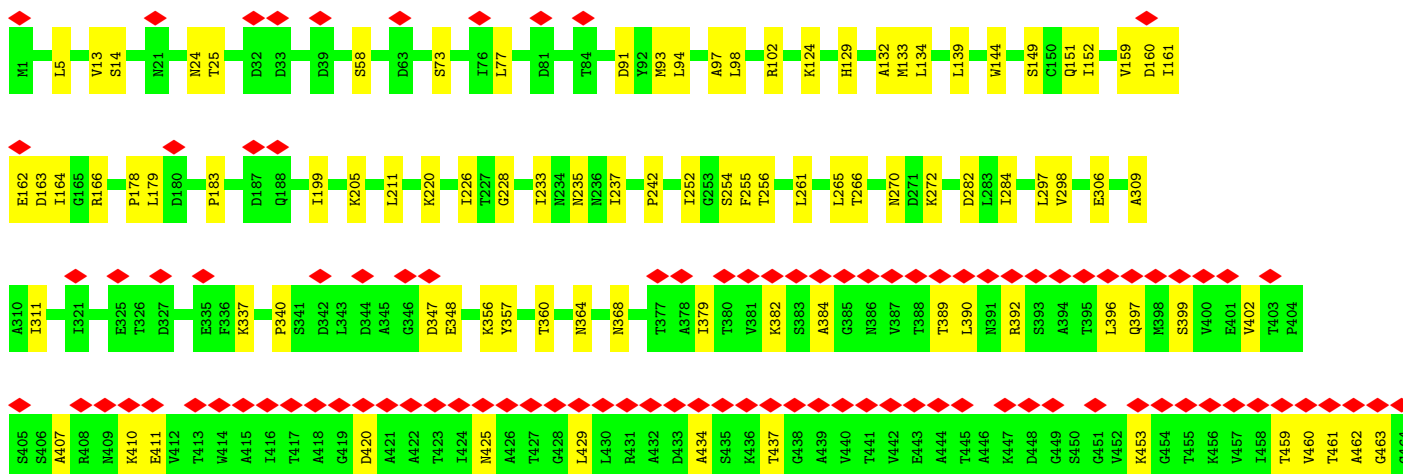 M1 L5 V13 S14 N21 N24 T25 D32 D33 D39 S58 D63 S73 I76 L77 D81 T84 D91 Y92 M93 L94 A97 L98 R102 K124 H129 A132 M133 L134 L139 W144 S149 C150 Q151 I152 V159 D160 I161
E162 D163 I164 G165 R166 P178 L179 D180 P183 D187 Q188 I199 K205 L211 K220 I226 T227 G228 I233 N234 N235 N236 I237 P242 I252 G253 S254 F255 T256 L261 L265 T266 N270 D271 K272 D282 L283 I284 L297 V298 E306 A309
A310 I311 I321 E325 T326 D327 E335 F336 K337 P340 S341 D342 L343 D344 A345 G346 D347 E348 K356 Y357 T360 N364 N368 T377 A378 I379 T380 V381 K382 S383 A384 G385 N386 V387 T388 T389 L390 N391 R392 S393 A394 T395 L396 Q397 M398 S399 V400 E401 V402 T403 P404
S405 S406 A407 R408 N409 K410 E411 V412 T413 W414 A415 I416 T417 A418 G419 D420 A421 A422 T423 I424 N425 A426 T427 G428 L429 L430 R431 A432 D433 A434 S435 K436 T437 G438 A439 V440 T441 V442 E443 A444 T445 A446 K447 D448 G449 S450 G451 V452 K453 G454 T455 K456 V457 I458 T459 V460 T461 A462 G463